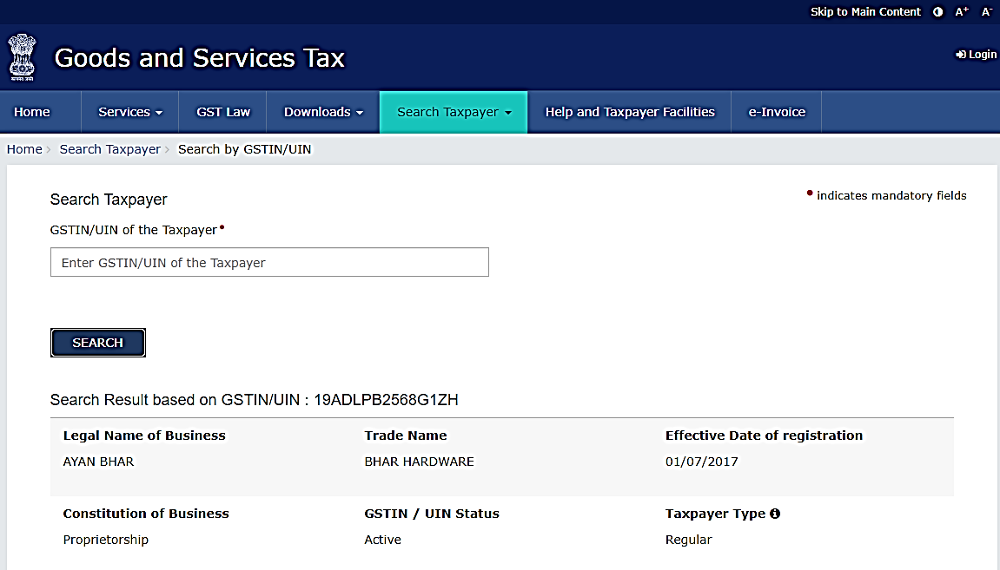 Skip to Main Content A+ A-
Goods and Services Tax
Login
Home Services GST Law Downloads Search Taxpayer Help and Taxpayer Facilities e-Invoice
Home > Search Taxpayer > Search by GSTIN/UIN
Search Taxpayer
• indicates mandatory fields
GSTIN/UIN of the Taxpayer•
Enter GSTIN/UIN of the Taxpayer
SEARCH
Search Result based on GSTIN/UIN : 19ADLPB2568G1ZH
Legal Name of Business Trade Name Effective Date of registration
AYAN BHAR BHAR HARDWARE 01/07/2017
Constitution of Business GSTIN / UIN Status Taxpayer Type
Proprietorship Active Regular